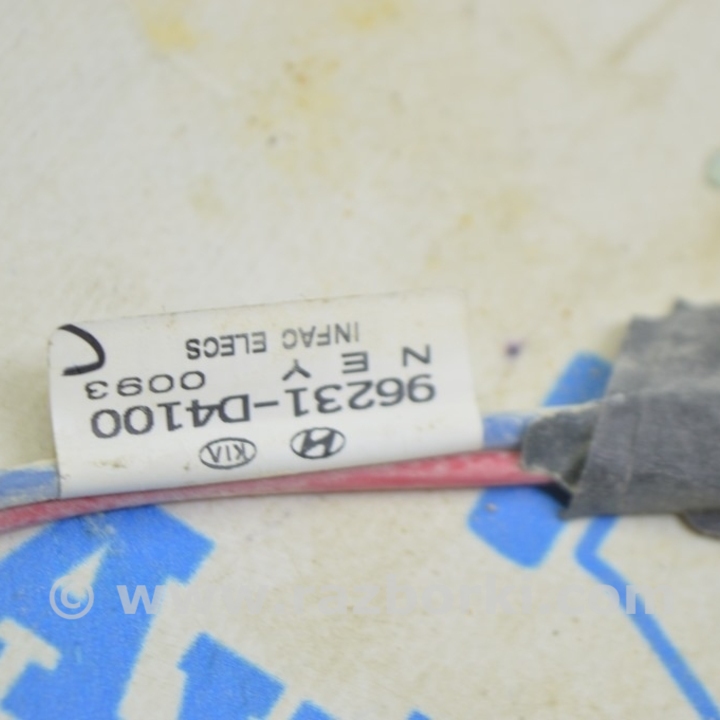 KIA
96231-D4100
N E Y 0093
INFAC ELECS